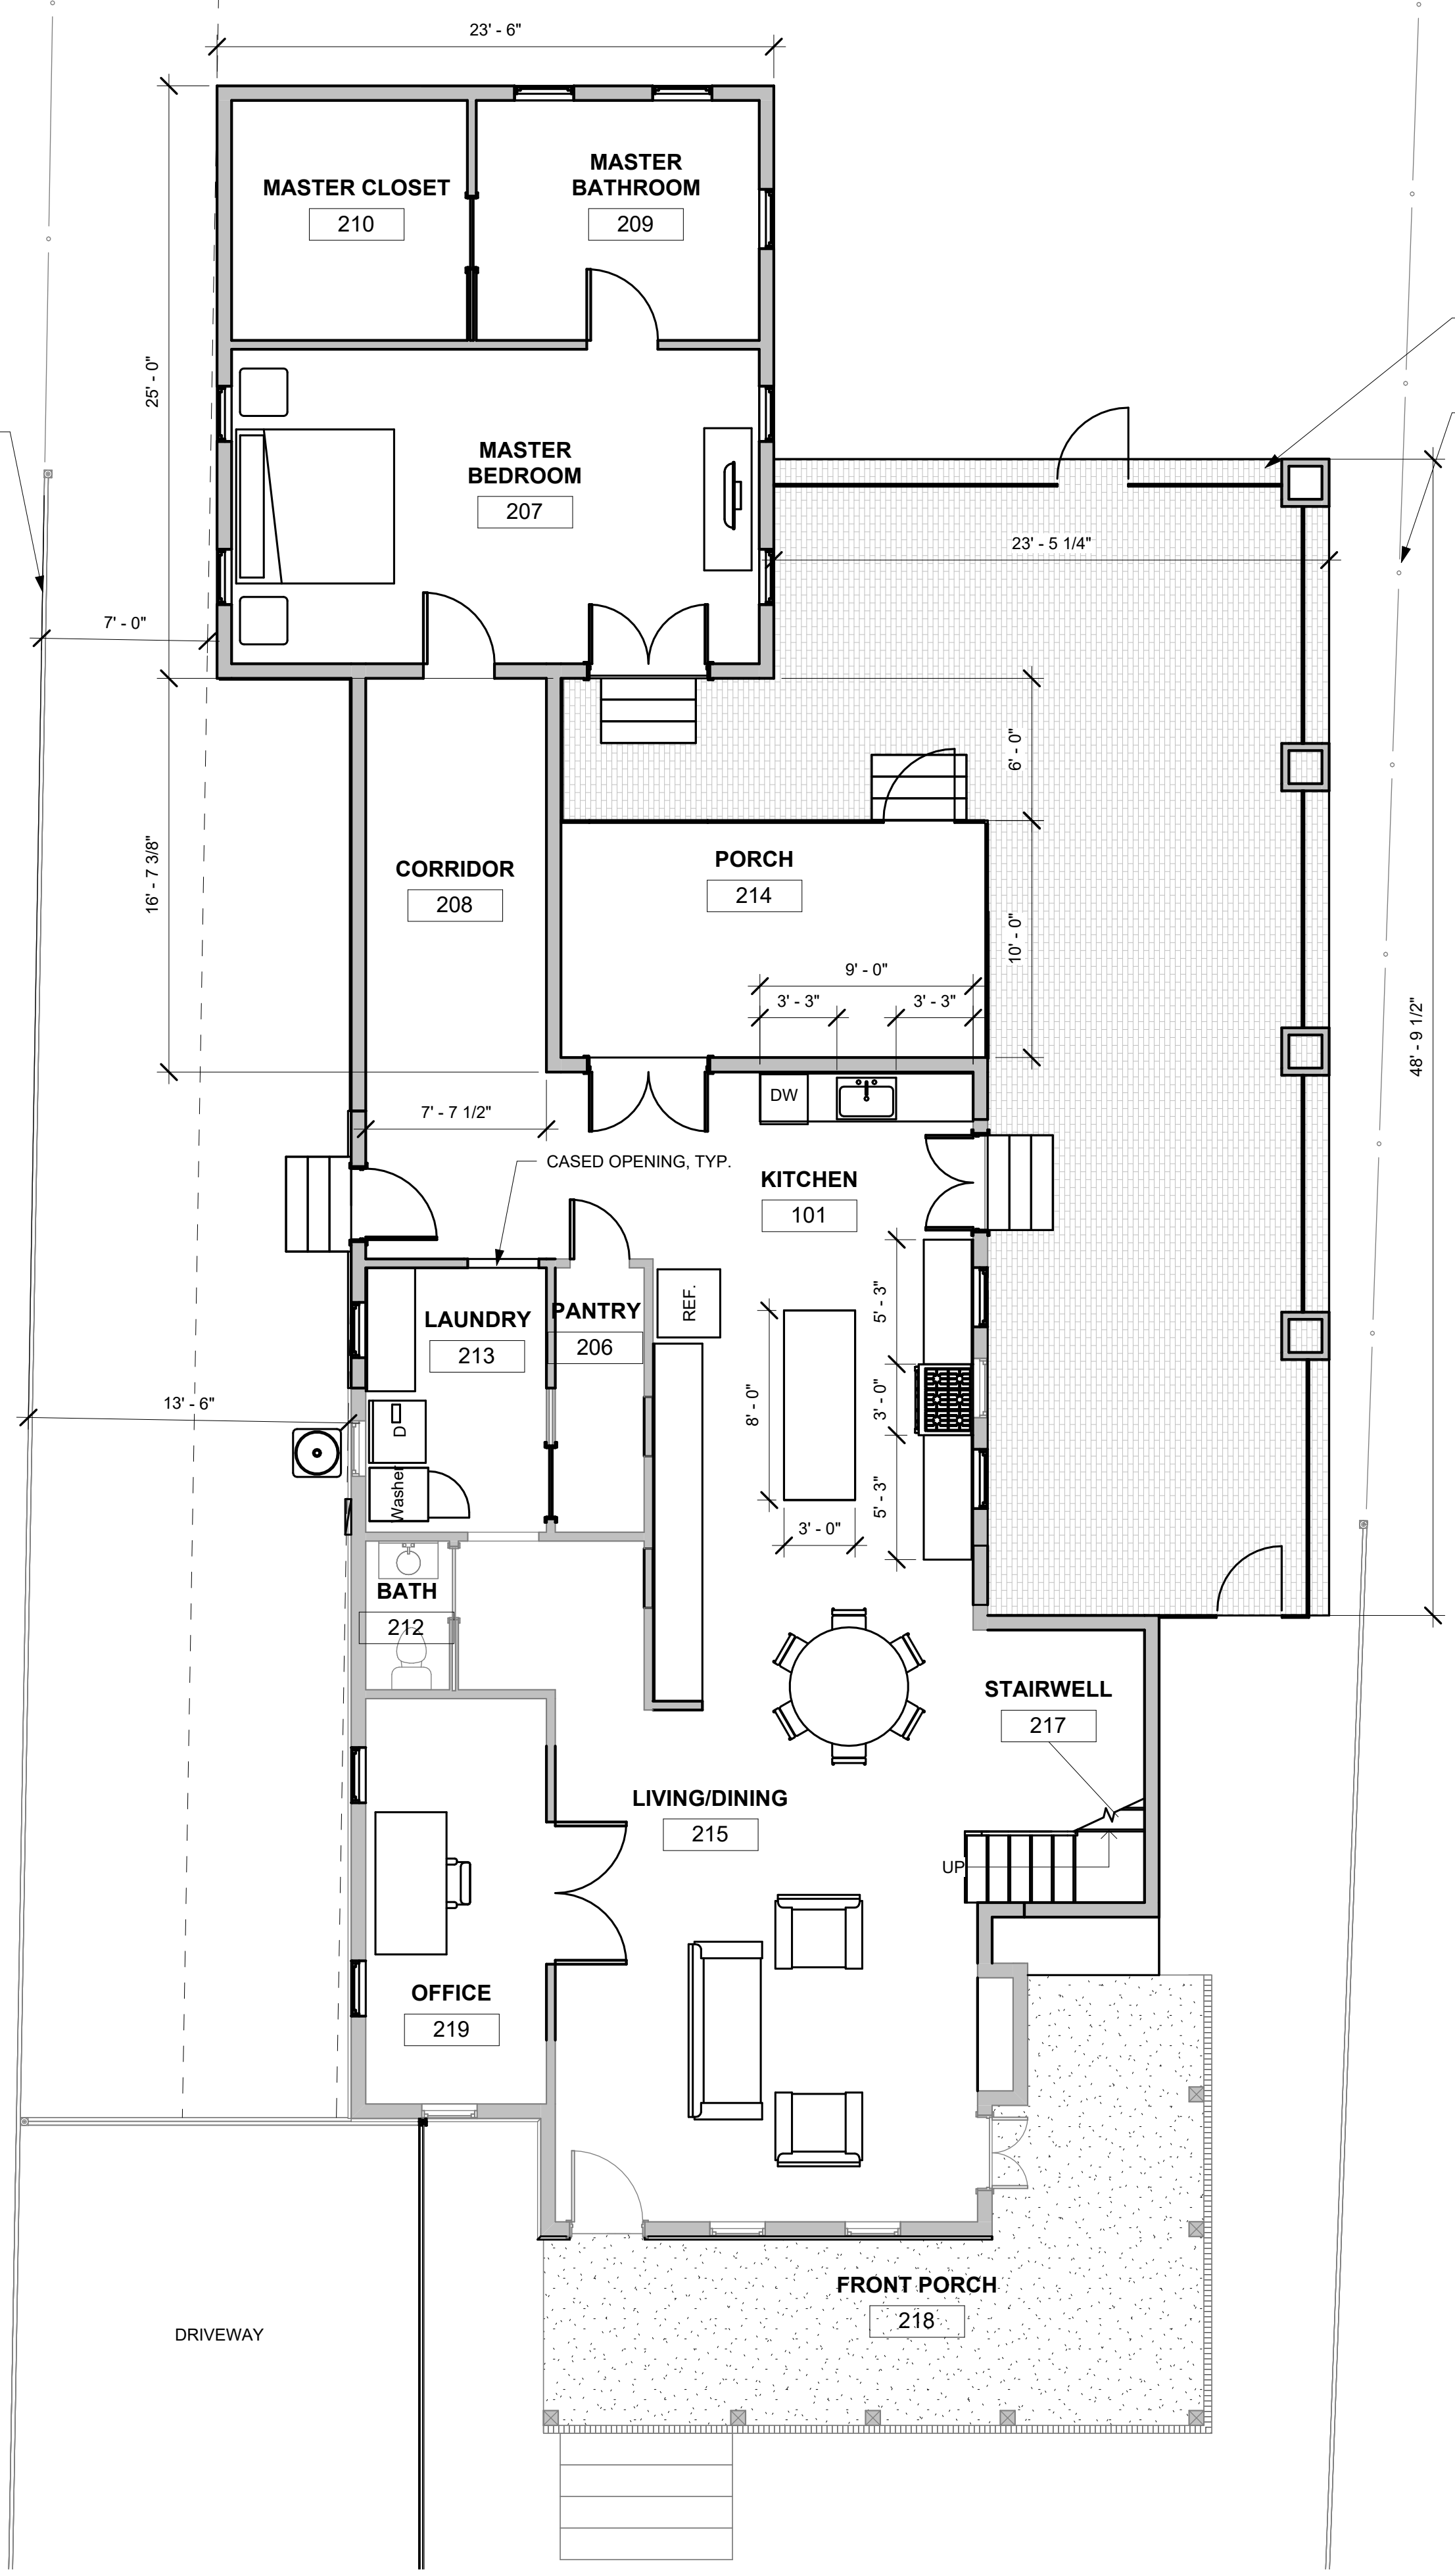 23' - 6"
MASTER CLOSET
210
MASTER
BATHROOM
209
25' - 0"
MASTER
BEDROOM
207
23' - 5 1/4"
7' - 0"
6' - 0"
16' - 7 3/8"
CORRIDOR
208
PORCH
214
10' - 0"
9' - 0"
3' - 3"
3' - 3"
48' - 9 1/2"
DW
7' - 7 1/2"
CASED OPENING, TYP.
KITCHEN
101
LAUNDRY
213
PANTRY
206
REF.
5' - 3"
8' - 0"
3' - 0"
13' - 6"
D
Washer
5' - 3"
3' - 0"
BATH
212
STAIRWELL
217
LIVING/DINING
215
UP
OFFICE
219
FRONT PORCH
218
DRIVEWAY